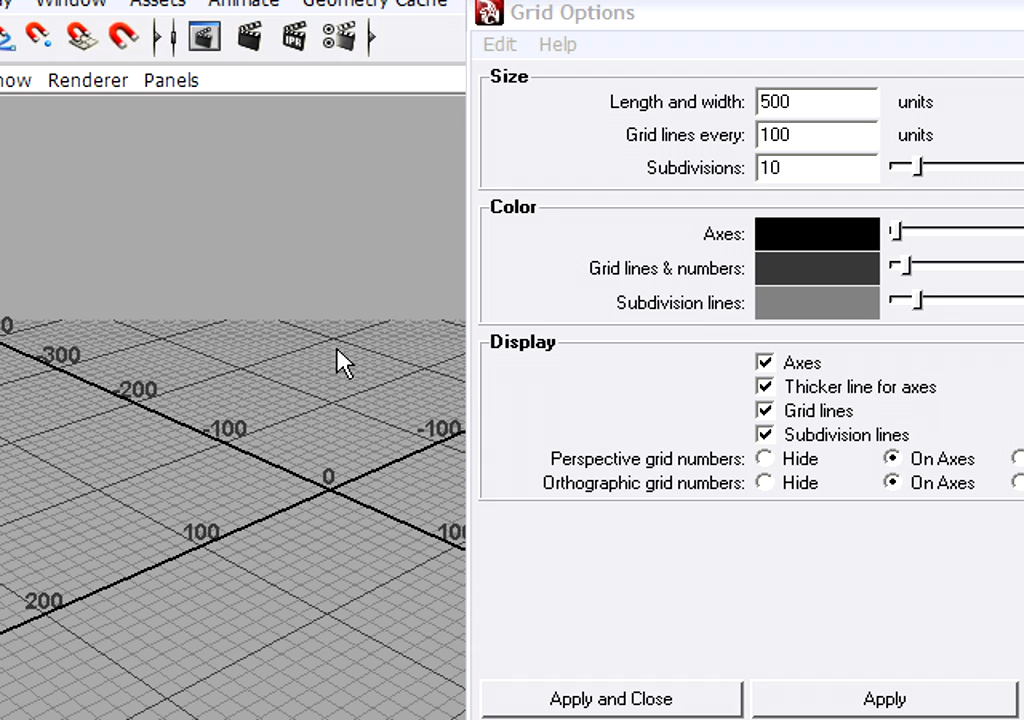 Window Assets Animate Geometry Cache
Renderer Panels
Grid Options
Edit Help
Size
Length and width: 500 units
Grid lines every: 100 units
Subdivisions: 10
Color
Axes:
Grid lines & numbers:
Subdivision lines:
Display
Axes
Thicker line for axes
Grid lines
Subdivision lines
Perspective grid numbers: Hide On Axes
Orthographic grid numbers: Hide On Axes
Apply and Close Apply
0
-300
-200
-100 -100
0
100 -100
200
IPR